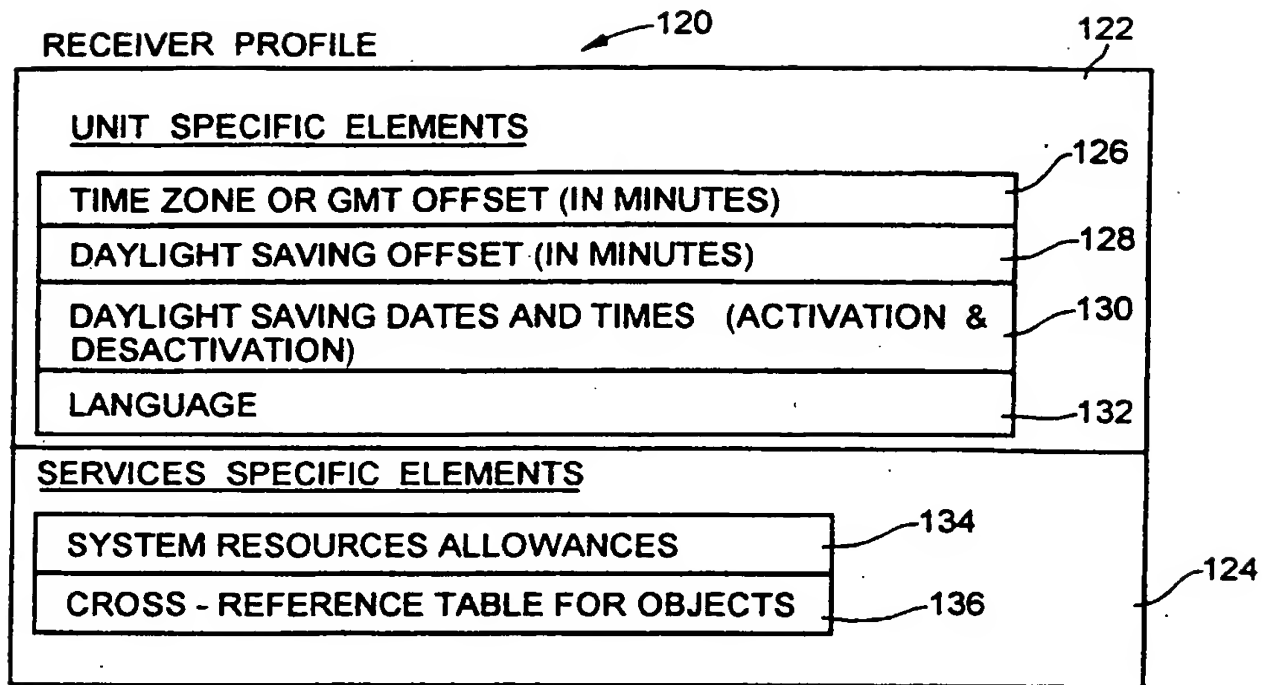 RECEIVER PROFILE
120
122
UNIT SPECIFIC ELEMENTS
126
TIME ZONE OR GMT OFFSET (IN MINUTES)
DAYLIGHT SAVING OFFSET (IN MINUTES)
128
DAYLIGHT SAVING DATES AND TIMES (ACTIVATION &
DESACTIVATION)
130
LANGUAGE
132
SERVICES SPECIFIC ELEMENTS
SYSTEM RESOURCES ALLOWANCES
134
124
CROSS - REFERENCE TABLE FOR OBJECTS
136